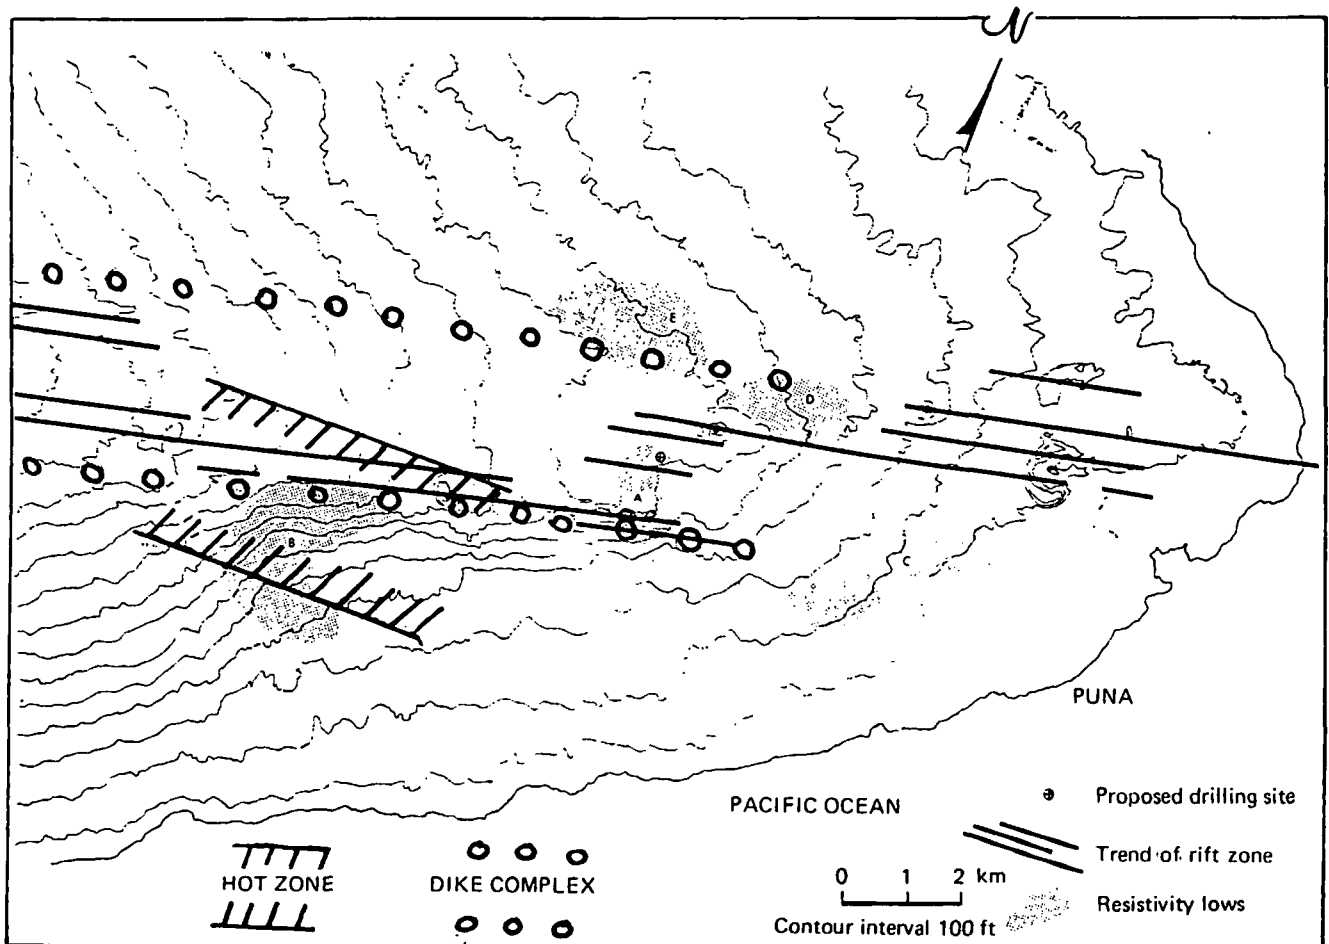 N
E
D
A
B
PUNA
PACIFIC OCEAN
Proposed drilling site
Trend of rift zone
0 1 2 km
HOT ZONE
DIKE COMPLEX
Resistivity lows
Contour interval 100 ft